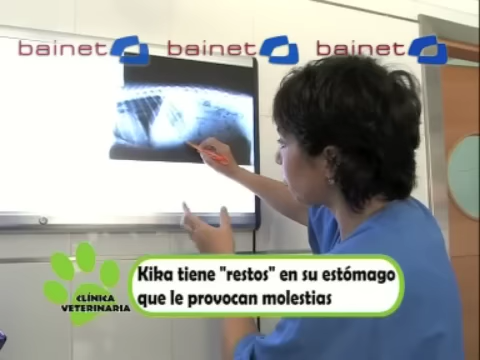 bainet bainet bainet
Kika tiene "restos" en su estómago
que le provocan molestias
CLÍNICA
VETERINARIA